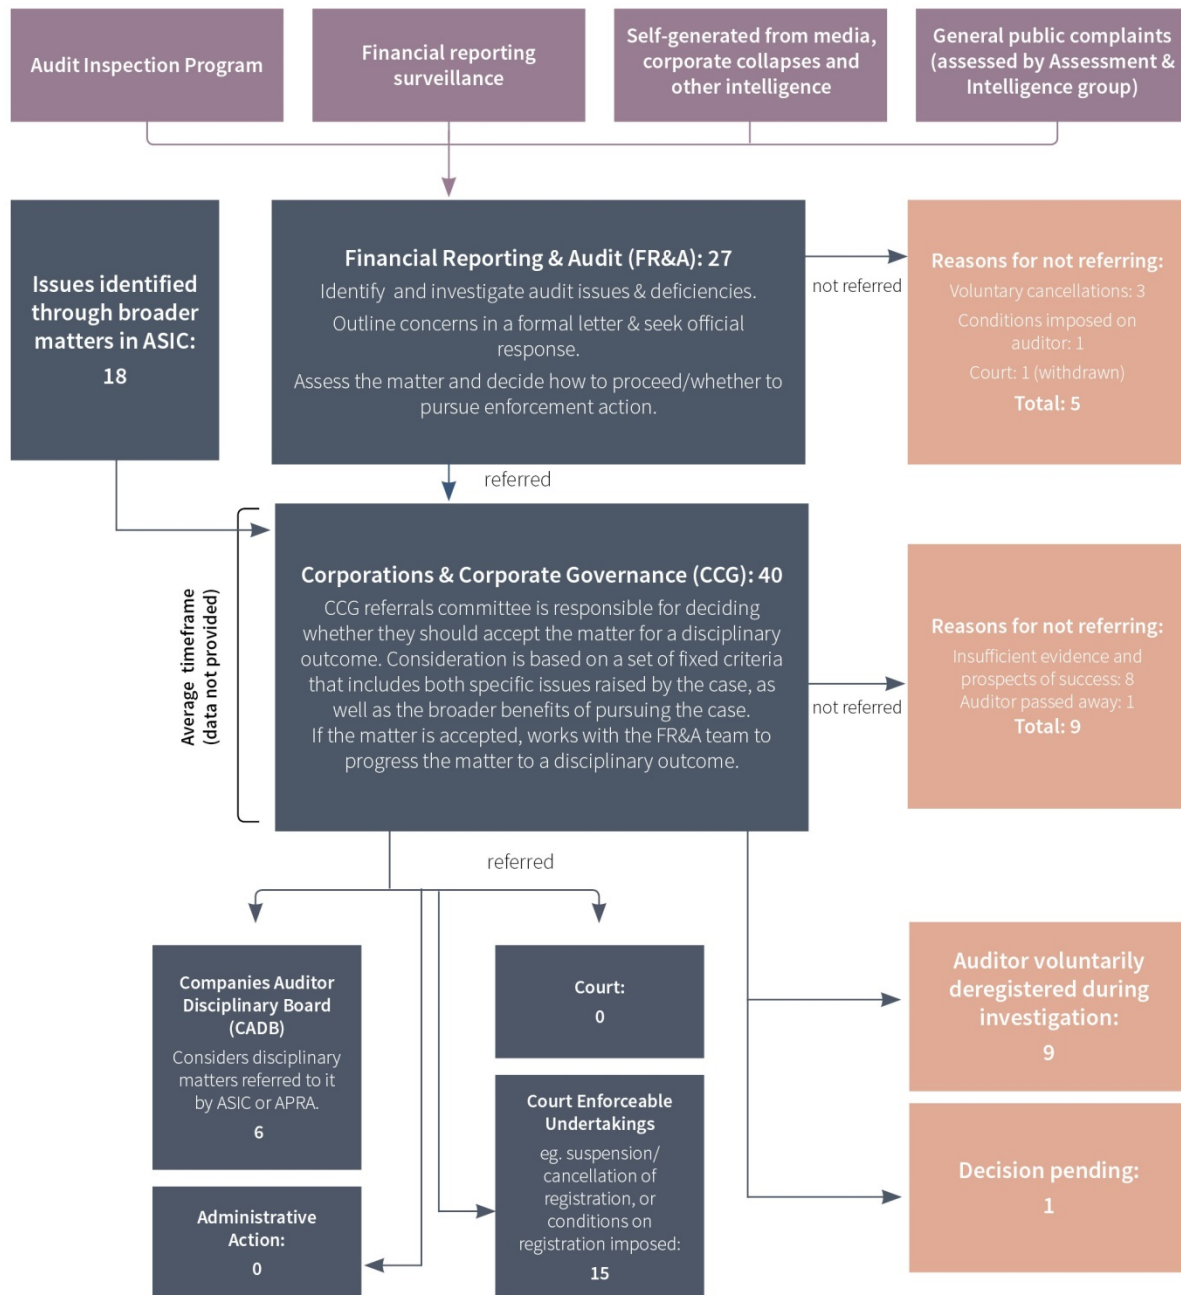 Audit Inspection Program
Financial reporting
surveillance
Self-generated from media,
corporate collapses and
other intelligence
General public complaints
(assessed by Assessment &
Intelligence group)
Issues identified
through broader
matters in ASIC:
18
Financial Reporting & Audit (FR&A): 27
Identify and investigate audit issues & deficiencies.
Outline concerns in a formal letter & seek official
response.
Assess the matter and decide how to proceed/whether to
pursue enforcement action.
not referred
Reasons for not referring:
Voluntary cancellations: 3
Conditions imposed on
auditor: 1
Court: 1 (withdrawn)
Total: 5
referred
Average timeframe
(data not provided)
Corporations & Corporate Governance (CCG): 40
CCG referrals committee is responsible for deciding
whether they should accept the matter for a disciplinary
outcome. Consideration is based on a set of fixed criteria
that includes both specific issues raised by the case, as
well as the broader benefits of pursuing the case.
If the matter is accepted, works with the FR&A team to
progress the matter to a disciplinary outcome.
not referred
Reasons for not referring:
Insufficient evidence and
prospects of success: 8
Auditor passed away: 1
Total: 9
referred
Companies Auditor
Disciplinary Board
(CADB)
Considers disciplinary
matters referred to it
by ASIC or APRA.
6
Court:
0
Auditor voluntarily
deregistered during
investigation:
9
Administrative
Action:
0
Court Enforceable
Undertakings
eg. suspension/
cancellation of
registration, or
conditions on
registration imposed:
15
Decision pending:
1